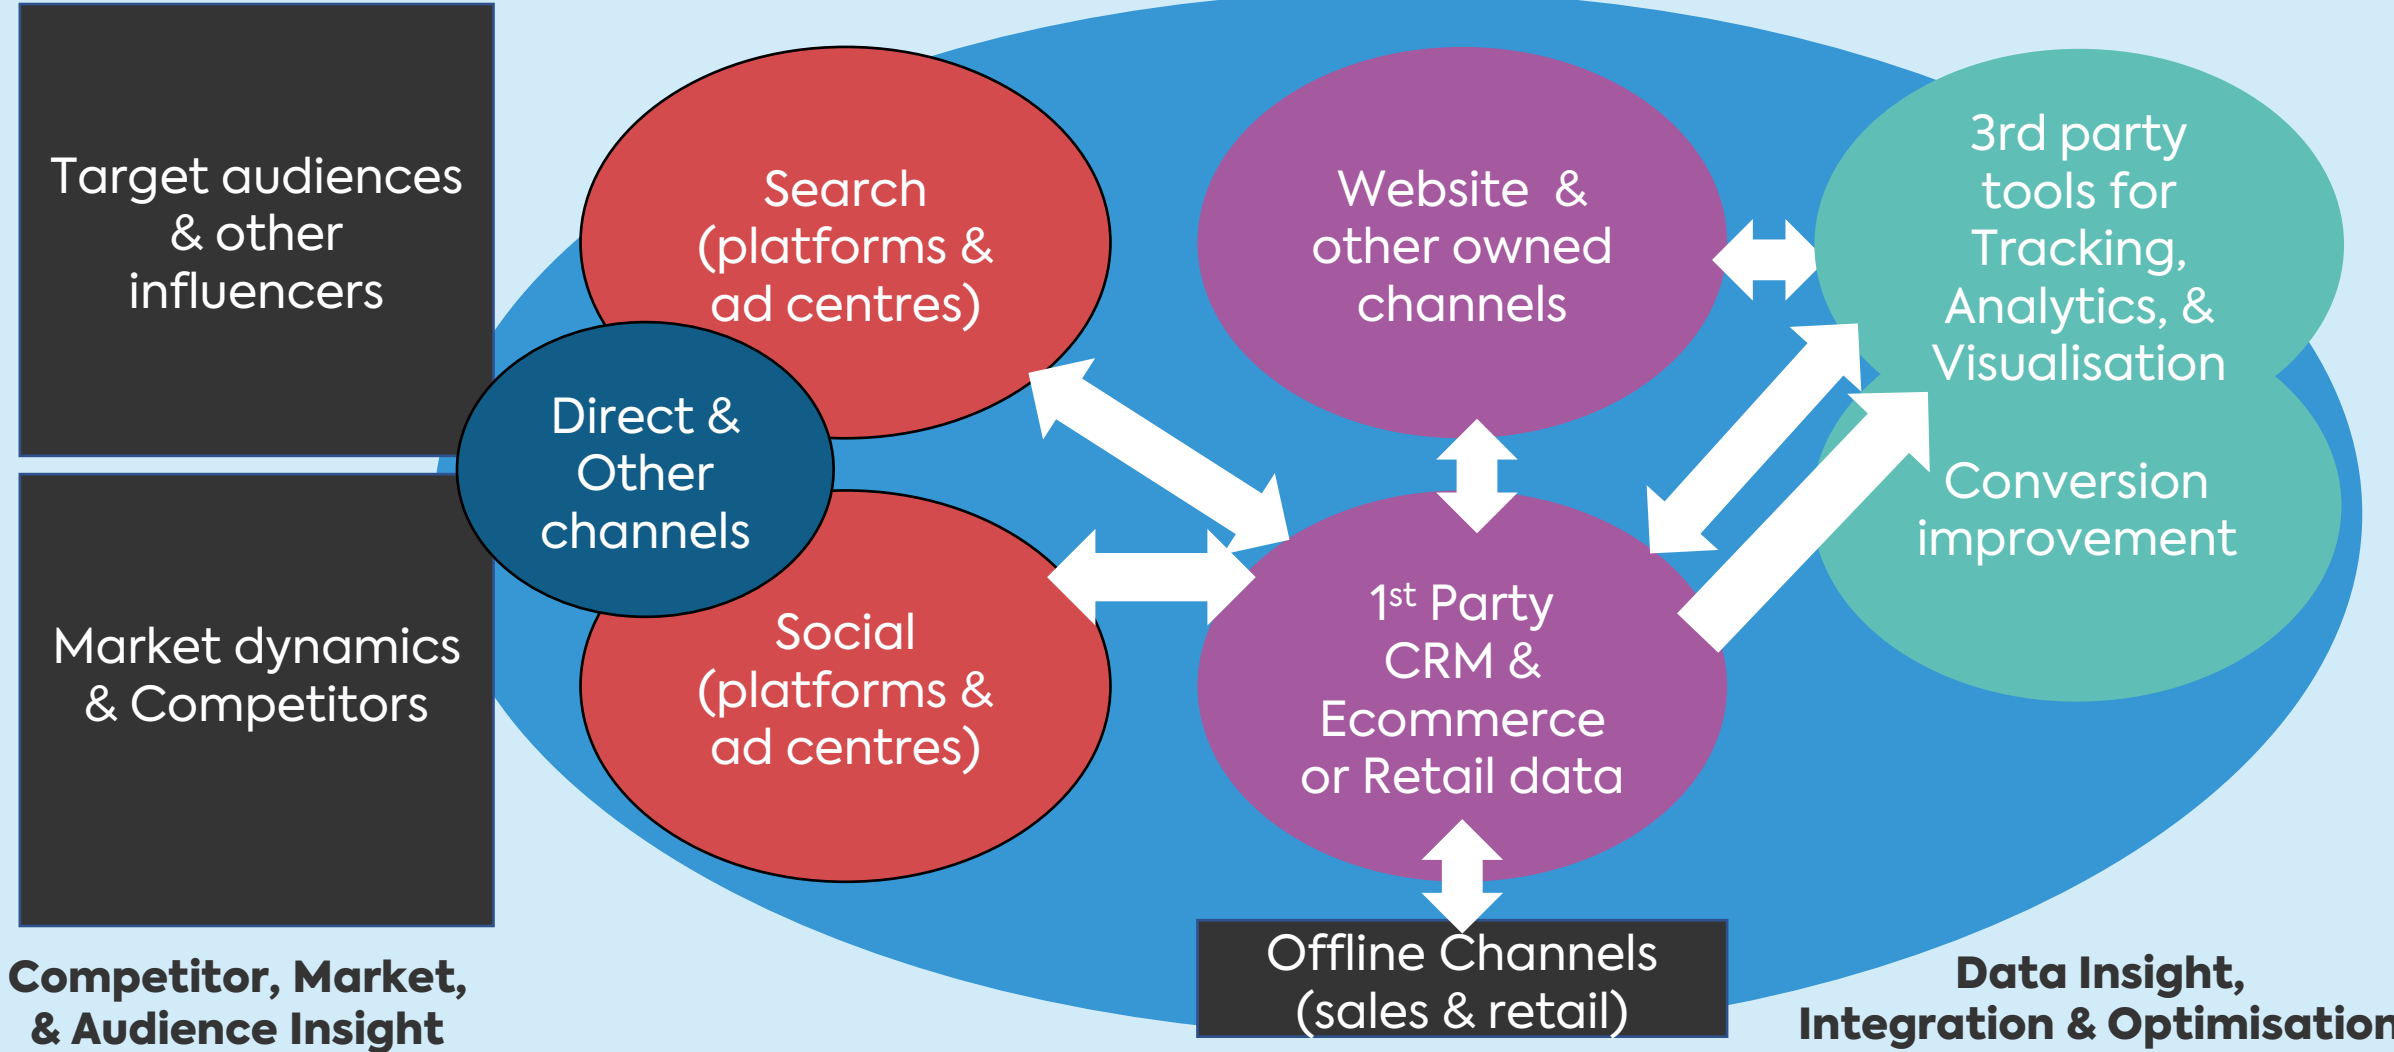 Target audiences
& other
influencers
Market dynamics
& Competitors
Competitor, Market,
& Audience Insight
Search
(platforms &
ad centres)
Direct &
Other
channels
Social
(platforms &
ad centres)
Website & 
other owned
channels
1st Party
CRM &
Ecommerce
or Retail data
Offline Channels
(sales & retail)
3rd party
tools for
Tracking,
Analytics, &
Visualisation
Conversion
improvement
Data Insight,
Integration & Optimisation